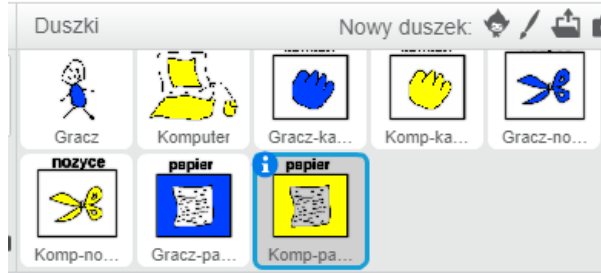 Duszki Nowy duszek:
Gracz Komputer Gracz-ka... Komp-ka... Gracz-no...
nozyce papier papier
Komp-no... Gracz-pa... Komp-pa...